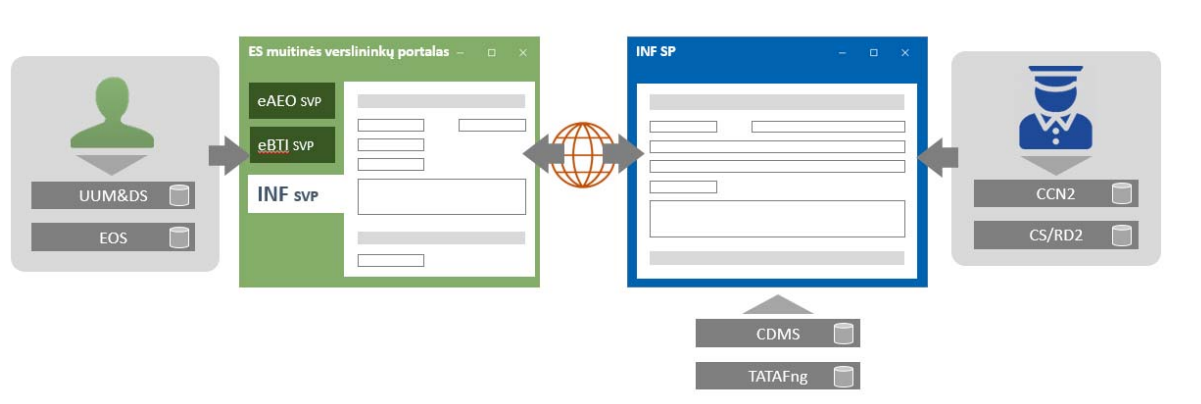 ES muitinės verslininkų portalas
eAEO SVP
eBTI SVP
INF SVP
UUM&DS
EOS
INF SP
CCN2
CS/RD2
CDMS
TATAFng